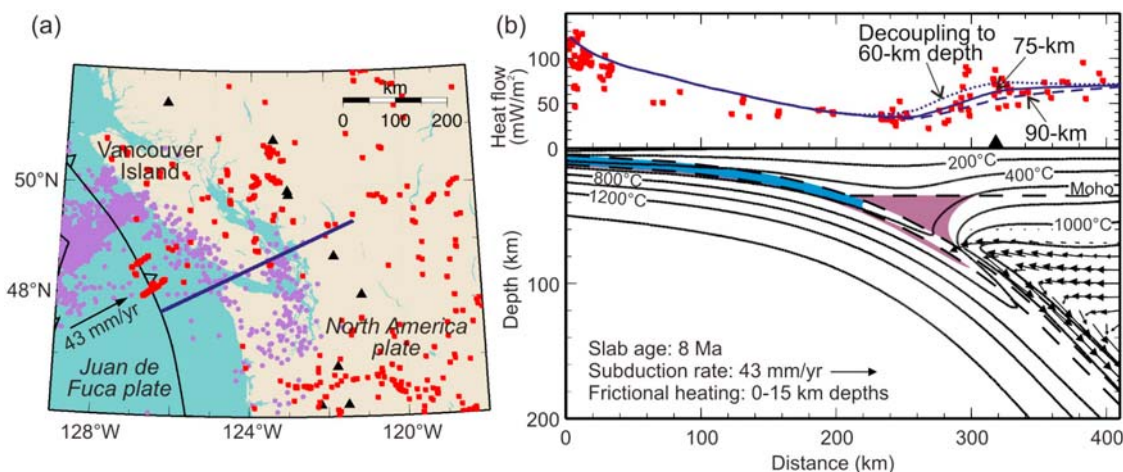 (a)
km
0 100 200
Vancouver
Island
50°N
48°N
43 mm/yr
Juan de
Fuca plate
North America
plate
128°W
124°W
120°W
(b)
Heat flow
(mW/m²)
100
50
0
Decoupling to
60-km depth
75-km
90-km
200°C
400°C
800°C
1200°C
Moho
1000°C
Depth (km)
100
200
Slab age: 8 Ma
Subduction rate: 43 mm/yr
Frictional heating: 0-15 km depths
0 100 200 300 400
Distance (km)